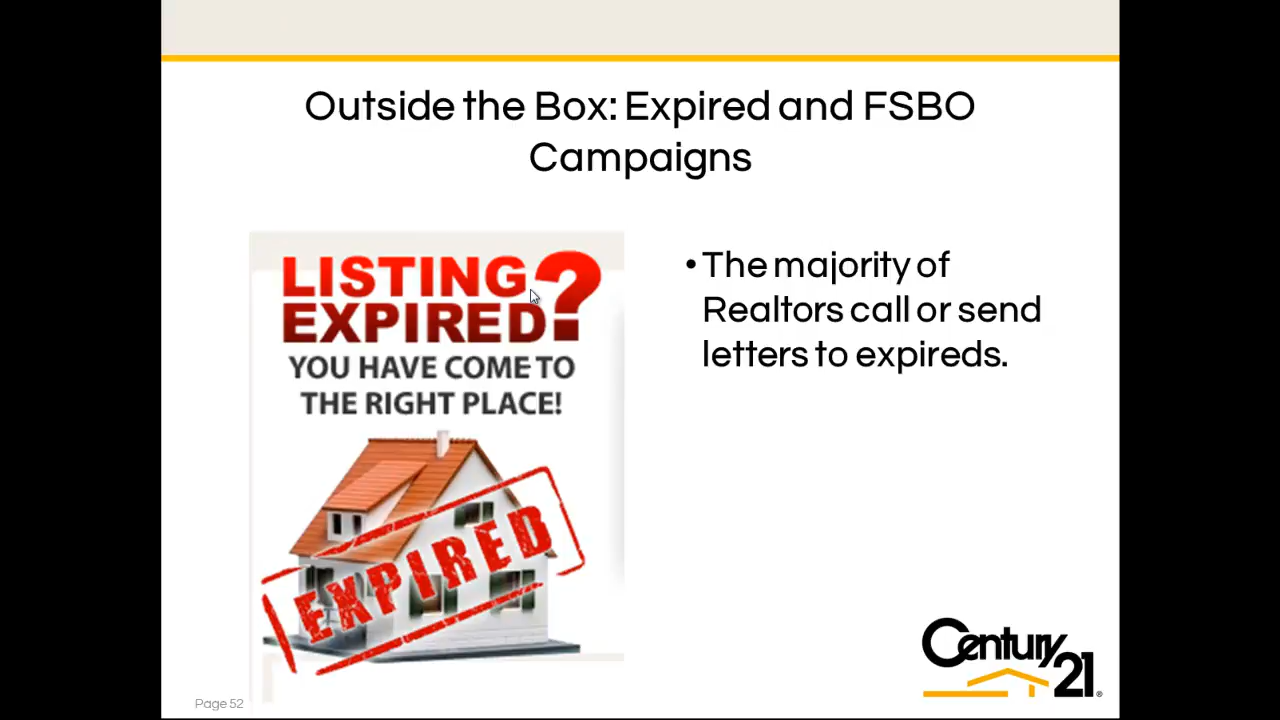 Outside the Box: Expired and FSBO
Campaigns
LISTING
EXPIRED?
YOU HAVE COME TO
THE RIGHT PLACE!
EXPIRED
• The majority of
Realtors call or send
letters to expireds.
Century
21®
Page 52